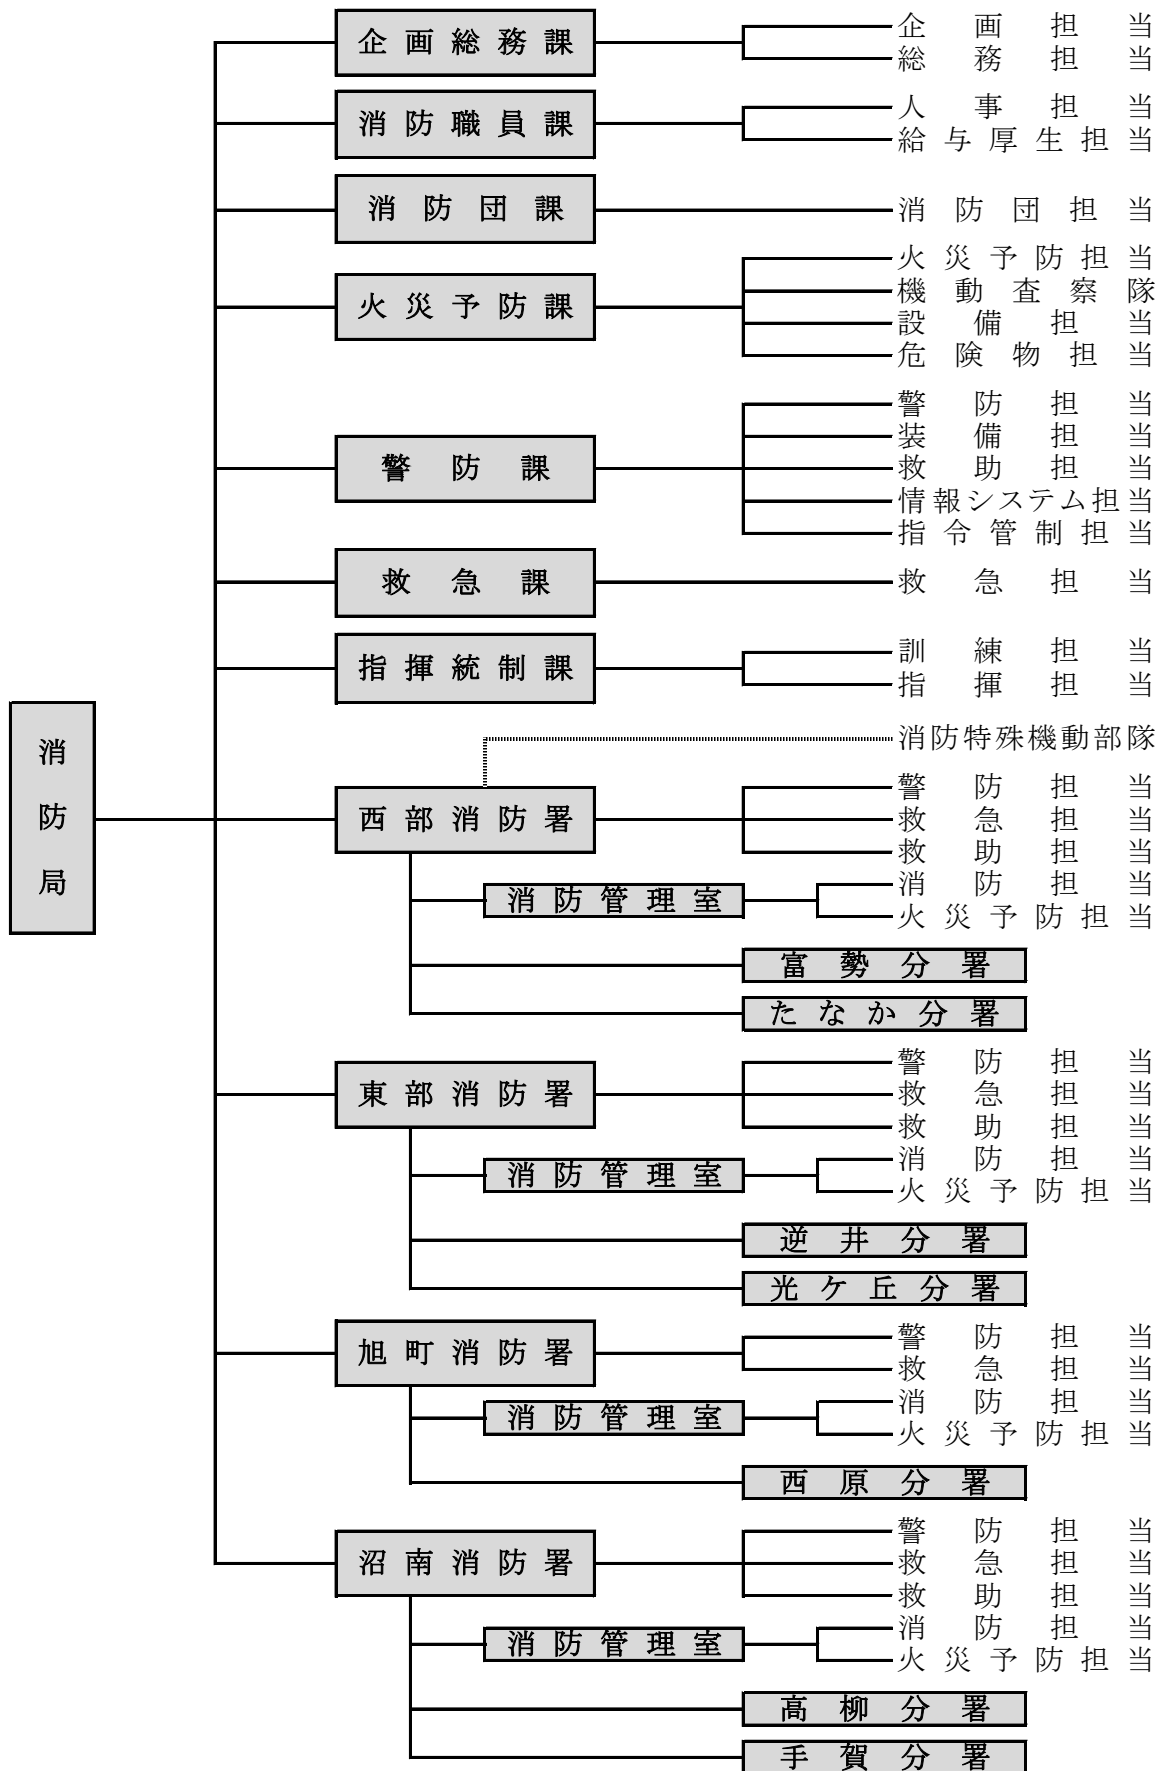 企画総務課
企画担当
総務担当
消防職員課
人事担当
給与厚生担当
消防団課
消防団担当
火災予防課
火災予防担当
機動査察隊
設備担当
危険物担当
警防課
警防担当
装備担当
救助担当
情報システム担当
指令管制担当
救急課
救急担当
指揮統制課
訓練担当
指揮担当
消防局
消防特殊機動部隊
西部消防署
警防担当
救急担当
救助担当
消防管理室
消防担当
火災予防担当
富勢分署
たなか分署
東部消防署
警防担当
救急担当
救助担当
消防管理室
消防担当
火災予防担当
逆井分署
光ケ丘分署
旭町消防署
警防担当
救急担当
消防管理室
消防担当
火災予防担当
西原分署
沼南消防署
警防担当
救急担当
救助担当
消防管理室
消防担当
火災予防担当
高柳分署
手賀分署